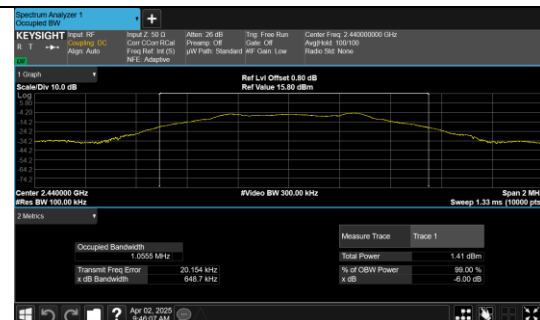 Spectrum Analyzer 1
Occupied BW
KEYSIGHT Input: RF Input Z: 50 Ω Atten: 26 dB Trig: Free Run Center Freq: 2.440000000 GHz
R T Coupling: DC Corr CCorr RCal Preamp: Off Gate: Off Avg|Hold: 100/100
Align: Auto Freq Ref: Int (S) µW Path: Standard #IF Gain: Low Radio Std: None
NFE: Adaptive
1 Graph
Ref Lvl Offset 0.80 dB
Scale/Div 10.0 dB Ref Value 15.80 dBm
Log
5.80
-4.20
-14.2
-24.2
-34.2
-44.2
-54.2
-64.2
-74.2
Center 2.440000 GHz #Video BW 300.00 kHz Span 2 MH
#Res BW 100.00 kHz Sweep 1.33 ms (10000 pts
2 Metrics
Measure Trace Trace 1
Occupied Bandwidth
1.0555 MHz
Total Power 1.41 dBm
Transmit Freq Error 20.154 kHz % of OBW Power 99.00 %
x dB Bandwidth 648.7 kHz x dB -6.00 dB
? Apr 02, 2025
9:46:07 AM